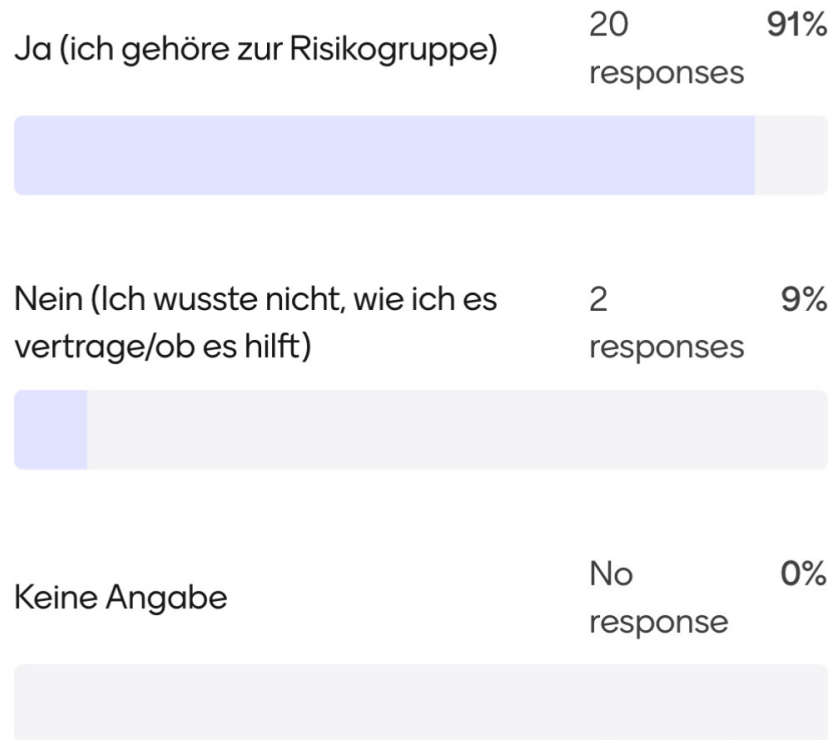 Ja (ich gehöre zur Risikogruppe)
20 responses
91%
Nein (Ich wusste nicht, wie ich es
vertrage/ob es hilft)
2 responses
9%
Keine Angabe
No response
0%